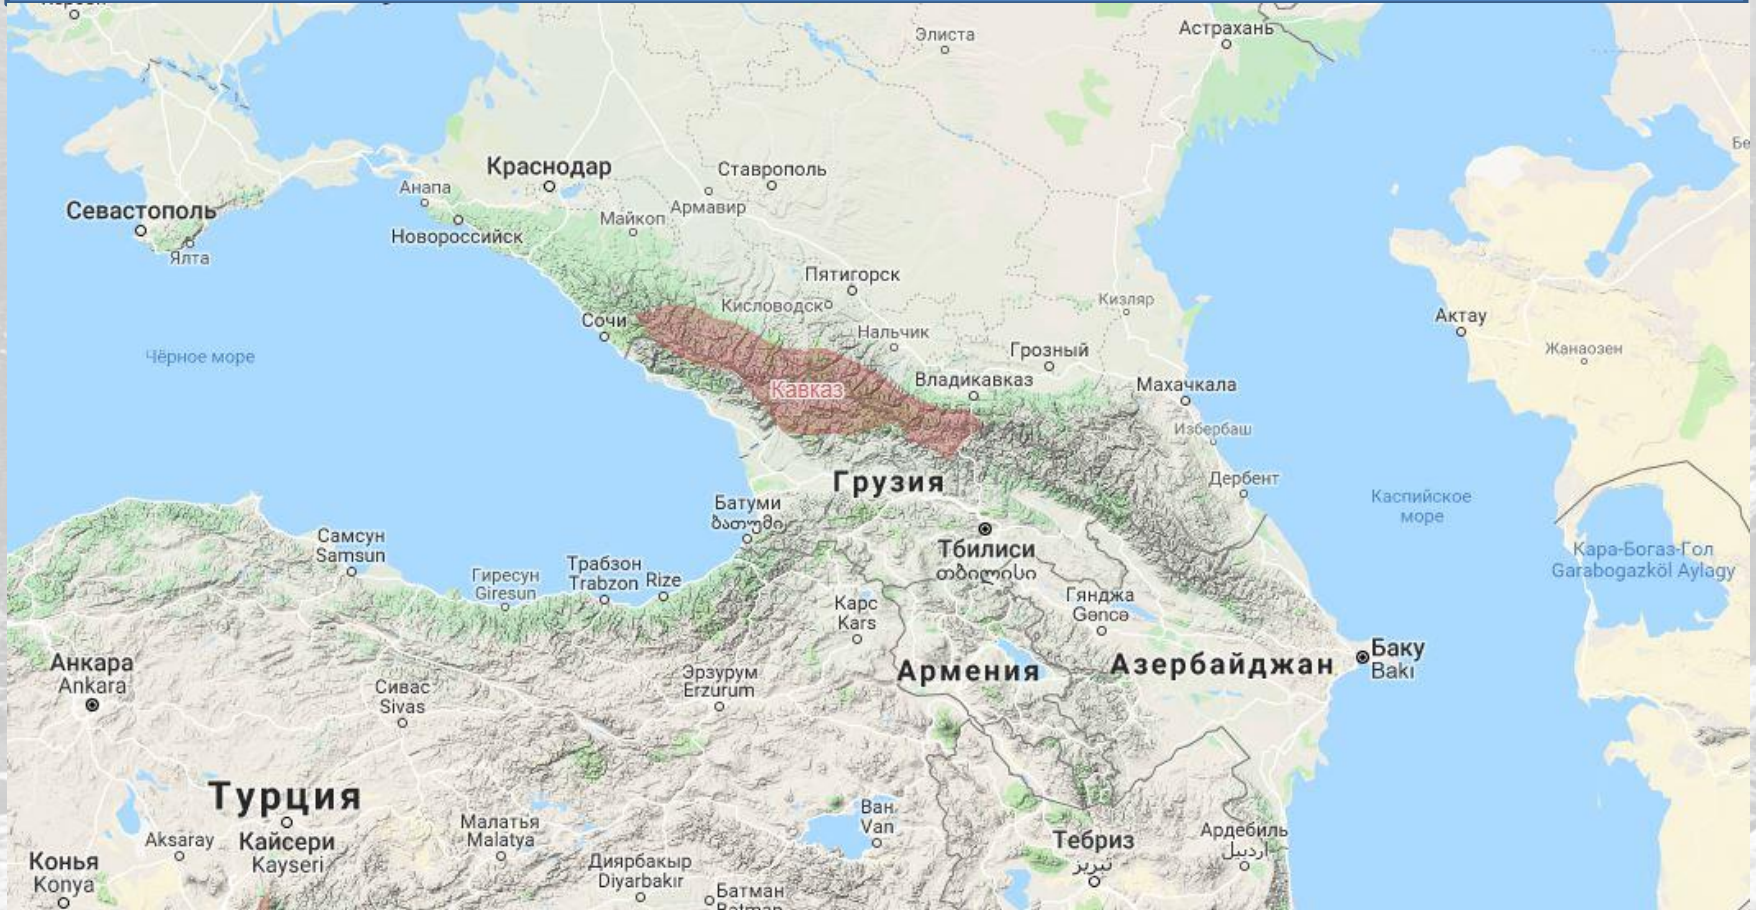 Элиста
Астрахань
Краснодар
Ставрополь
Анапа
Армавир
Севастополь
Майкоп
Новороссийск
Ялта
Пятигорск
Кисловодск
Кизляр
Сочи
Нальчик
Актау
Грозный
Жанаозен
Чёрное море
Владикавказ
Махачкала
Кавказ
Избербаш
Грузия
Дербент
Каспийское
море
Батуми
ბათუმი
Самсун
Samsun
Тбилиси
თბილისი
Кара-Богаз-Гол
Garabogazköl Aylagy
Трабзон
Trabzon
Rize
Гиресун
Giresun
Гянджа
Gəncə
Карс
Kars
Баку
Bakı
Анкара
Ankara
Армения
Азербайджан
Эрзурум
Erzurum
Сивас
Sivas
Турция
Ван
Van
Малатья
Malatya
Aksaray
Кайсери
Kayseri
Тебриз
تبریز
Ардебиль
اردبیل
Конья
Konya
Диярбакыр
Diyarbakır
Батман